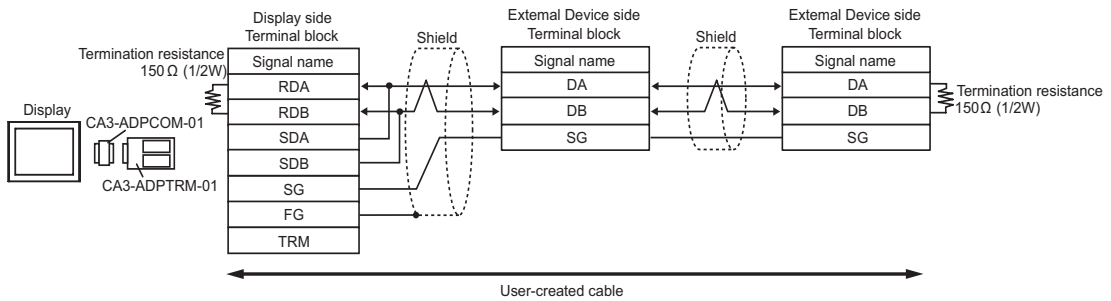 Display
CA3-ADPCOM-01
CA3-ADPTRM-01
Termination resistance
150 Ω (1/2W)
Display side
Terminal block
Signal name
RDA
RDB
SDA
SDB
SG
FG
TRM
Shield
External Device side
Terminal block
Signal name
DA
DB
SG
Shield
External Device side
Terminal block
Signal name
DA
DB
SG
Termination resistance
150Ω (1/2W)
User-created cable